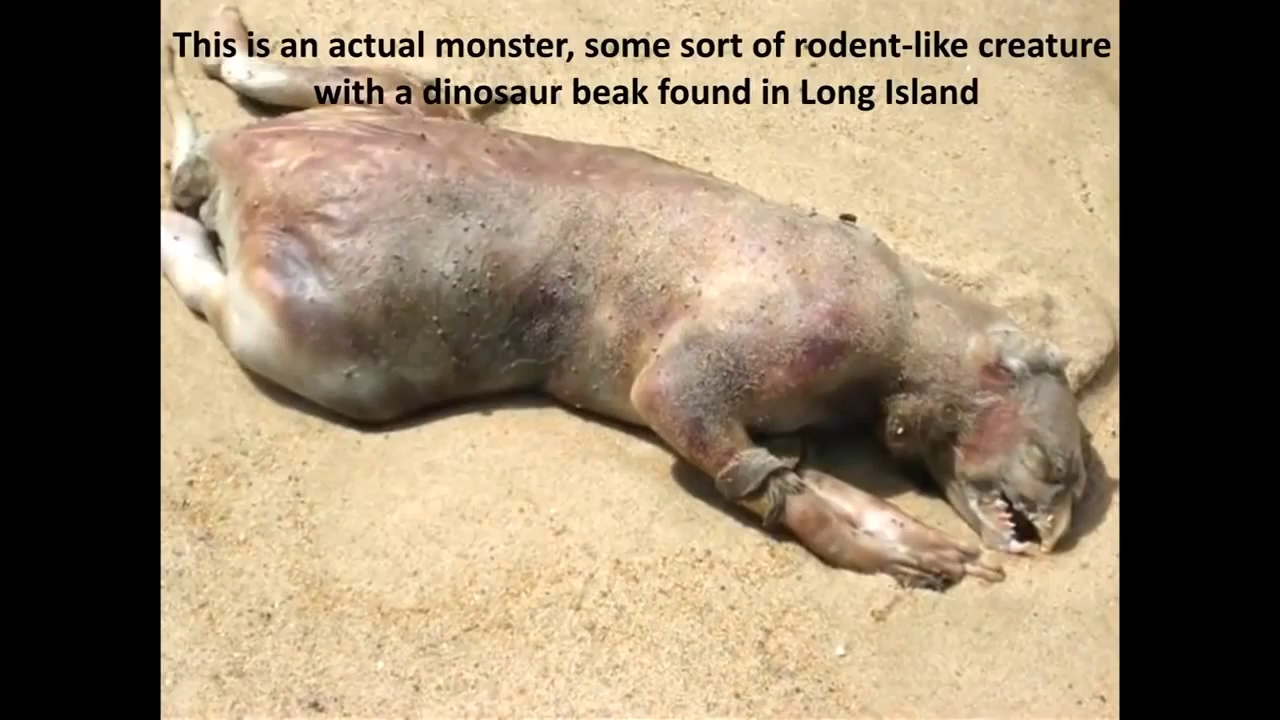 This is an actual monster, some sort of rodent-like creature
with a dinosaur beak found in Long Island